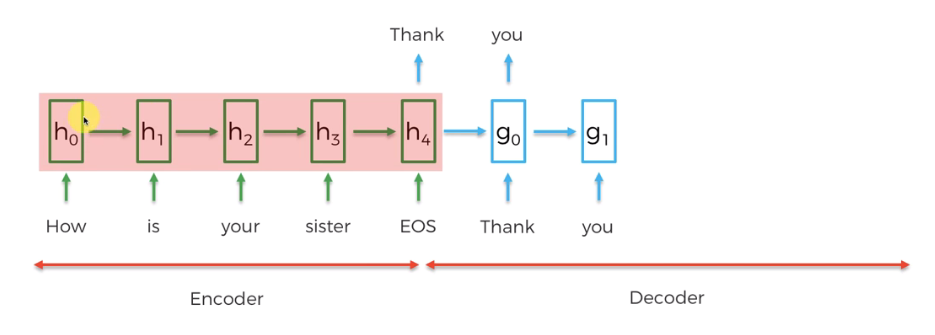 Thank you
h₀ h₁ h₂ h₃ h₄ g₀ g₁
How is your sister EOS Thank you
Encoder Decoder